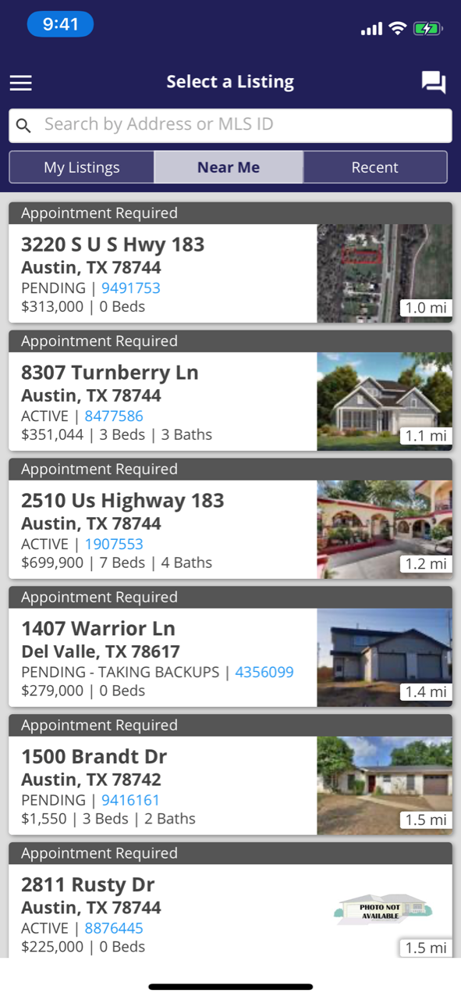 9:41
Select a Listing
Search by Address or MLS ID
My Listings
Near Me
Recent
Appointment Required
3220 S U S Hwy 183
Austin, TX 78744
PENDING | 9491753
$313,000 | 0 Beds
1.0 mi
Appointment Required
8307 Turnberry Ln
Austin, TX 78744
ACTIVE | 8477586
$351,044 | 3 Beds | 3 Baths
1.1 mi
Appointment Required
2510 Us Highway 183
Austin, TX 78744
ACTIVE | 1907553
$699,900 | 7 Beds | 4 Baths
1.2 mi
Appointment Required
1407 Warrior Ln
Del Valle, TX 78617
PENDING - TAKING BACKUPS | 4356099
$279,000 | 0 Beds
1.4 mi
Appointment Required
1500 Brandt Dr
Austin, TX 78742
PENDING | 9416161
$1,550 | 3 Beds | 2 Baths
1.5 mi
Appointment Required
2811 Rusty Dr
Austin, TX 78744
ACTIVE | 8876445
$225,000 | 0 Beds
PHOTO NOT
AVAILABLE
1.5 mi